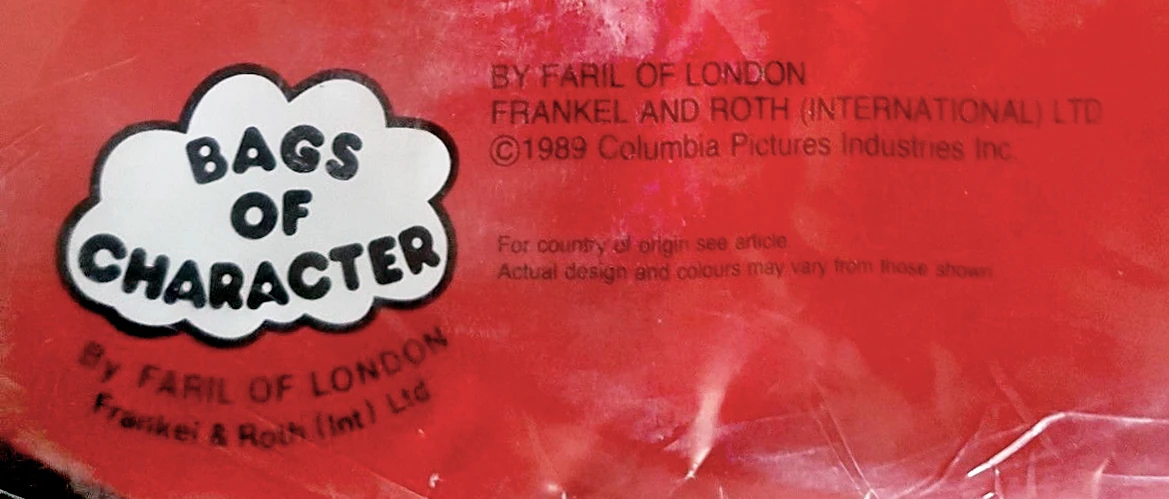 BAGS
OF
CHARACTER
By FARIL OF LONDON
Frankel & Roth (Int) Ltd
BY FARIL OF LONDON
FRANKEL AND ROTH (INTERNATIONAL) LTD
©1989 Columbia Pictures Industries Inc.
For country of origin see article.
Actual design and colours may vary from those shown